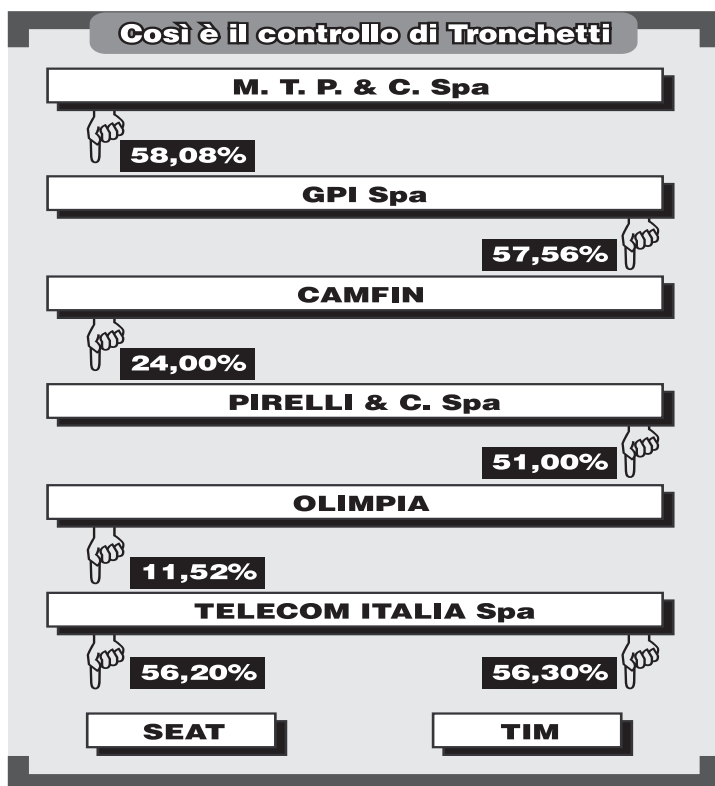 Così è il controllo di Tronchetti
M. T. P. & C. Spa
58,08%
GPI Spa
57,56%
CAMFIN
24,00%
PIRELLI & C. Spa
51,00%
OLIMPIA
11,52%
TELECOM ITALIA Spa
56,20% 56,30%
SEAT TIM